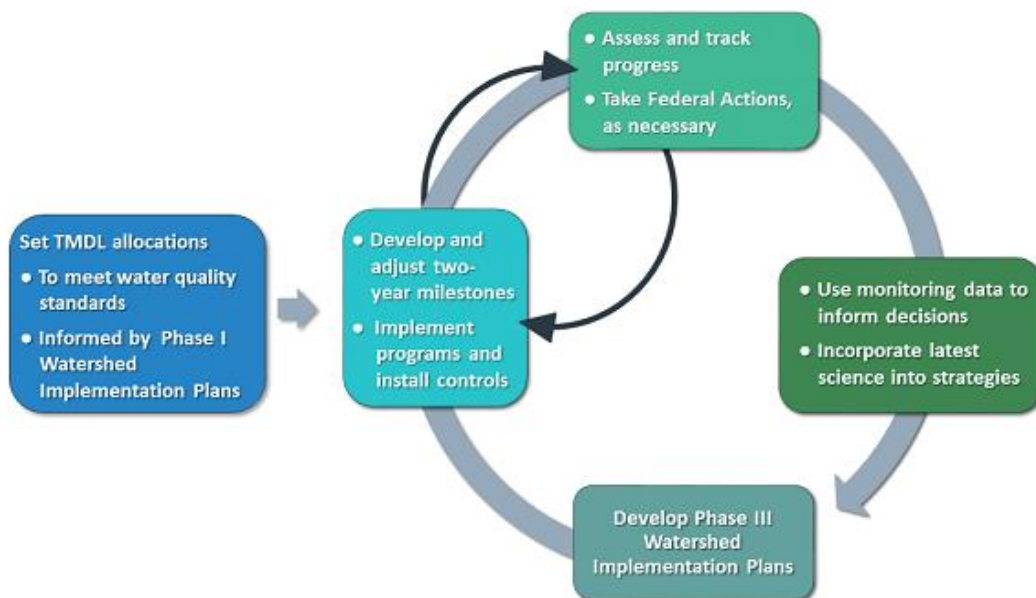 Set TMDL allocations
● To meet water quality
standards
● Informed by Phase I
Watershed
Implementation Plans
● Develop and
adjust two-
year milestones
● Implement
programs and
install controls
● Assess and track
progress
● Take Federal Actions,
as necessary
● Use monitoring data to
inform decisions
● Incorporate latest
science into strategies
Develop Phase III
Watershed
Implementation Plans